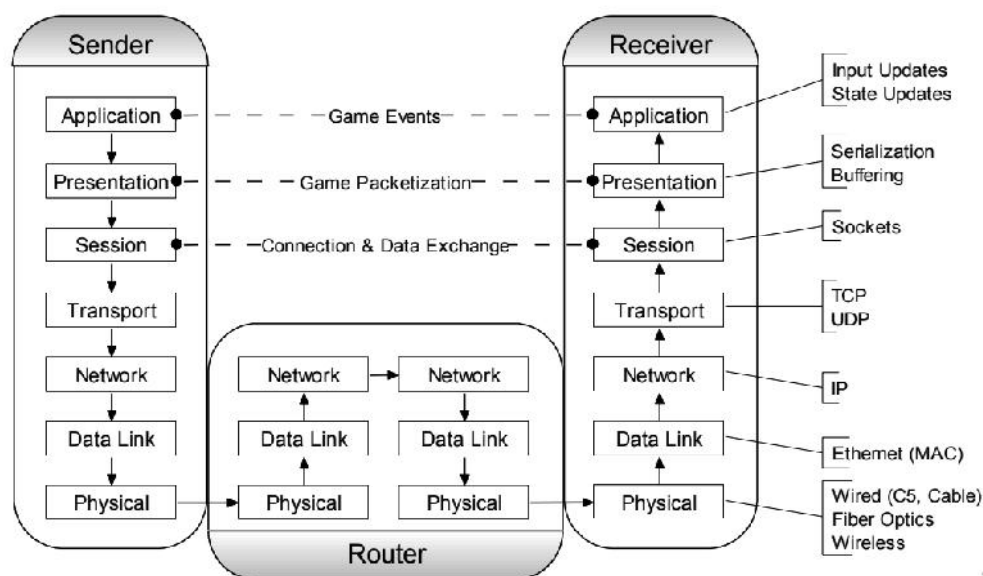 Sender
Receiver
Application
Game Events
Application
Input Updates
State Updates
Presentation
Game Packetization
Presentation
Serialization
Buffering
Session
Connection & Data Exchange
Session
Sockets
Transport
Transport
TCP
UDP
Network
Network
Network
Network
IP
Data Link
Data Link
Data Link
Data Link
Ethernet (MAC)
Physical
Physical
Physical
Physical
Wired (C5, Cable)
Fiber Optics
Wireless
Router